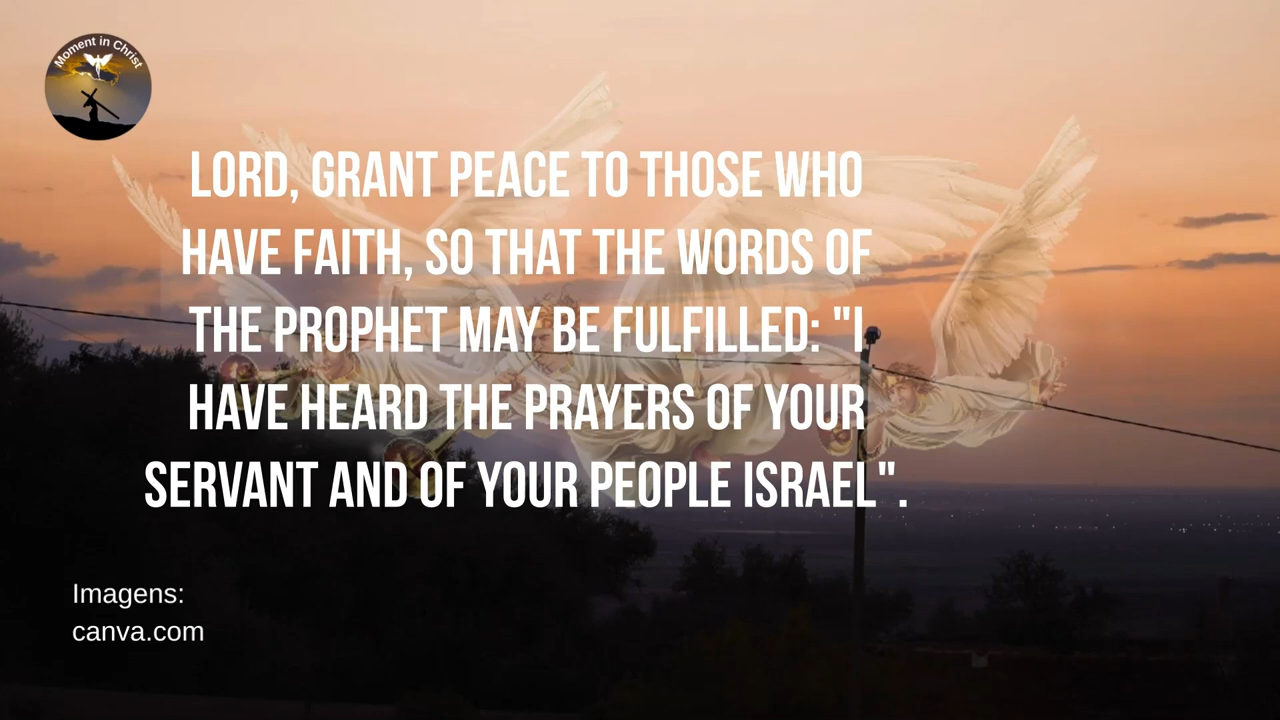 Moment in Christ
LORD, GRANT PEACE TO THOSE WHO
HAVE FAITH, SO THAT THE WORDS OF
THE PROPHET MAY BE FULFILLED: "I
HAVE HEARD THE PRAYERS OF YOUR
SERVANT AND OF YOUR PEOPLE ISRAEL".
Imagens:
canva.com